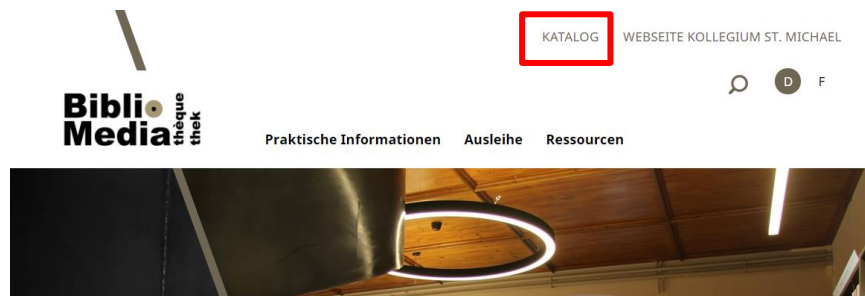 KATALOG WEBSEITE KOLLEGIUM ST. MICHAEL
D F
Biblio thèque
Media thek
Praktische Informationen Ausleihe Ressourcen